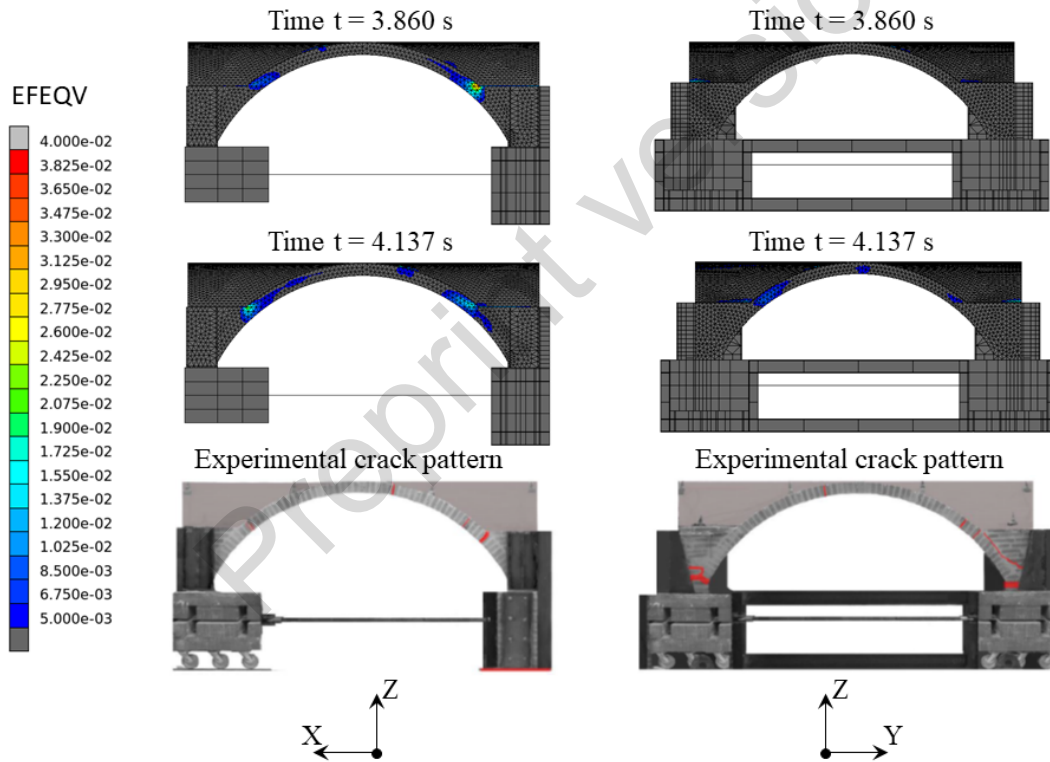 Time t = 3.860 s
Time t = 3.860 s
EFEQV
4.000e-02
3.825e-02
3.650e-02
3.475e-02
3.300e-02
3.125e-02
2.950e-02
2.775e-02
2.600e-02
2.425e-02
2.250e-02
2.075e-02
1.900e-02
1.725e-02
1.550e-02
1.375e-02
1.200e-02
1.025e-02
8.500e-03
6.750e-03
5.000e-03
Time t = 4.137 s
Time t = 4.137 s
Experimental crack pattern
Experimental crack pattern
Z
X
Z
Y
Preprint versio